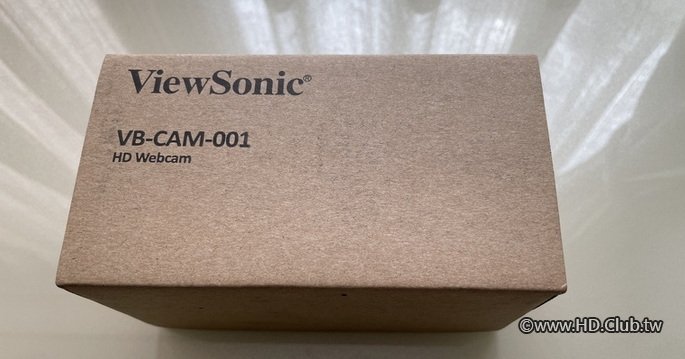 ViewSonic®
VB-CAM-001
HD Webcam
©www.HD.Club.tw